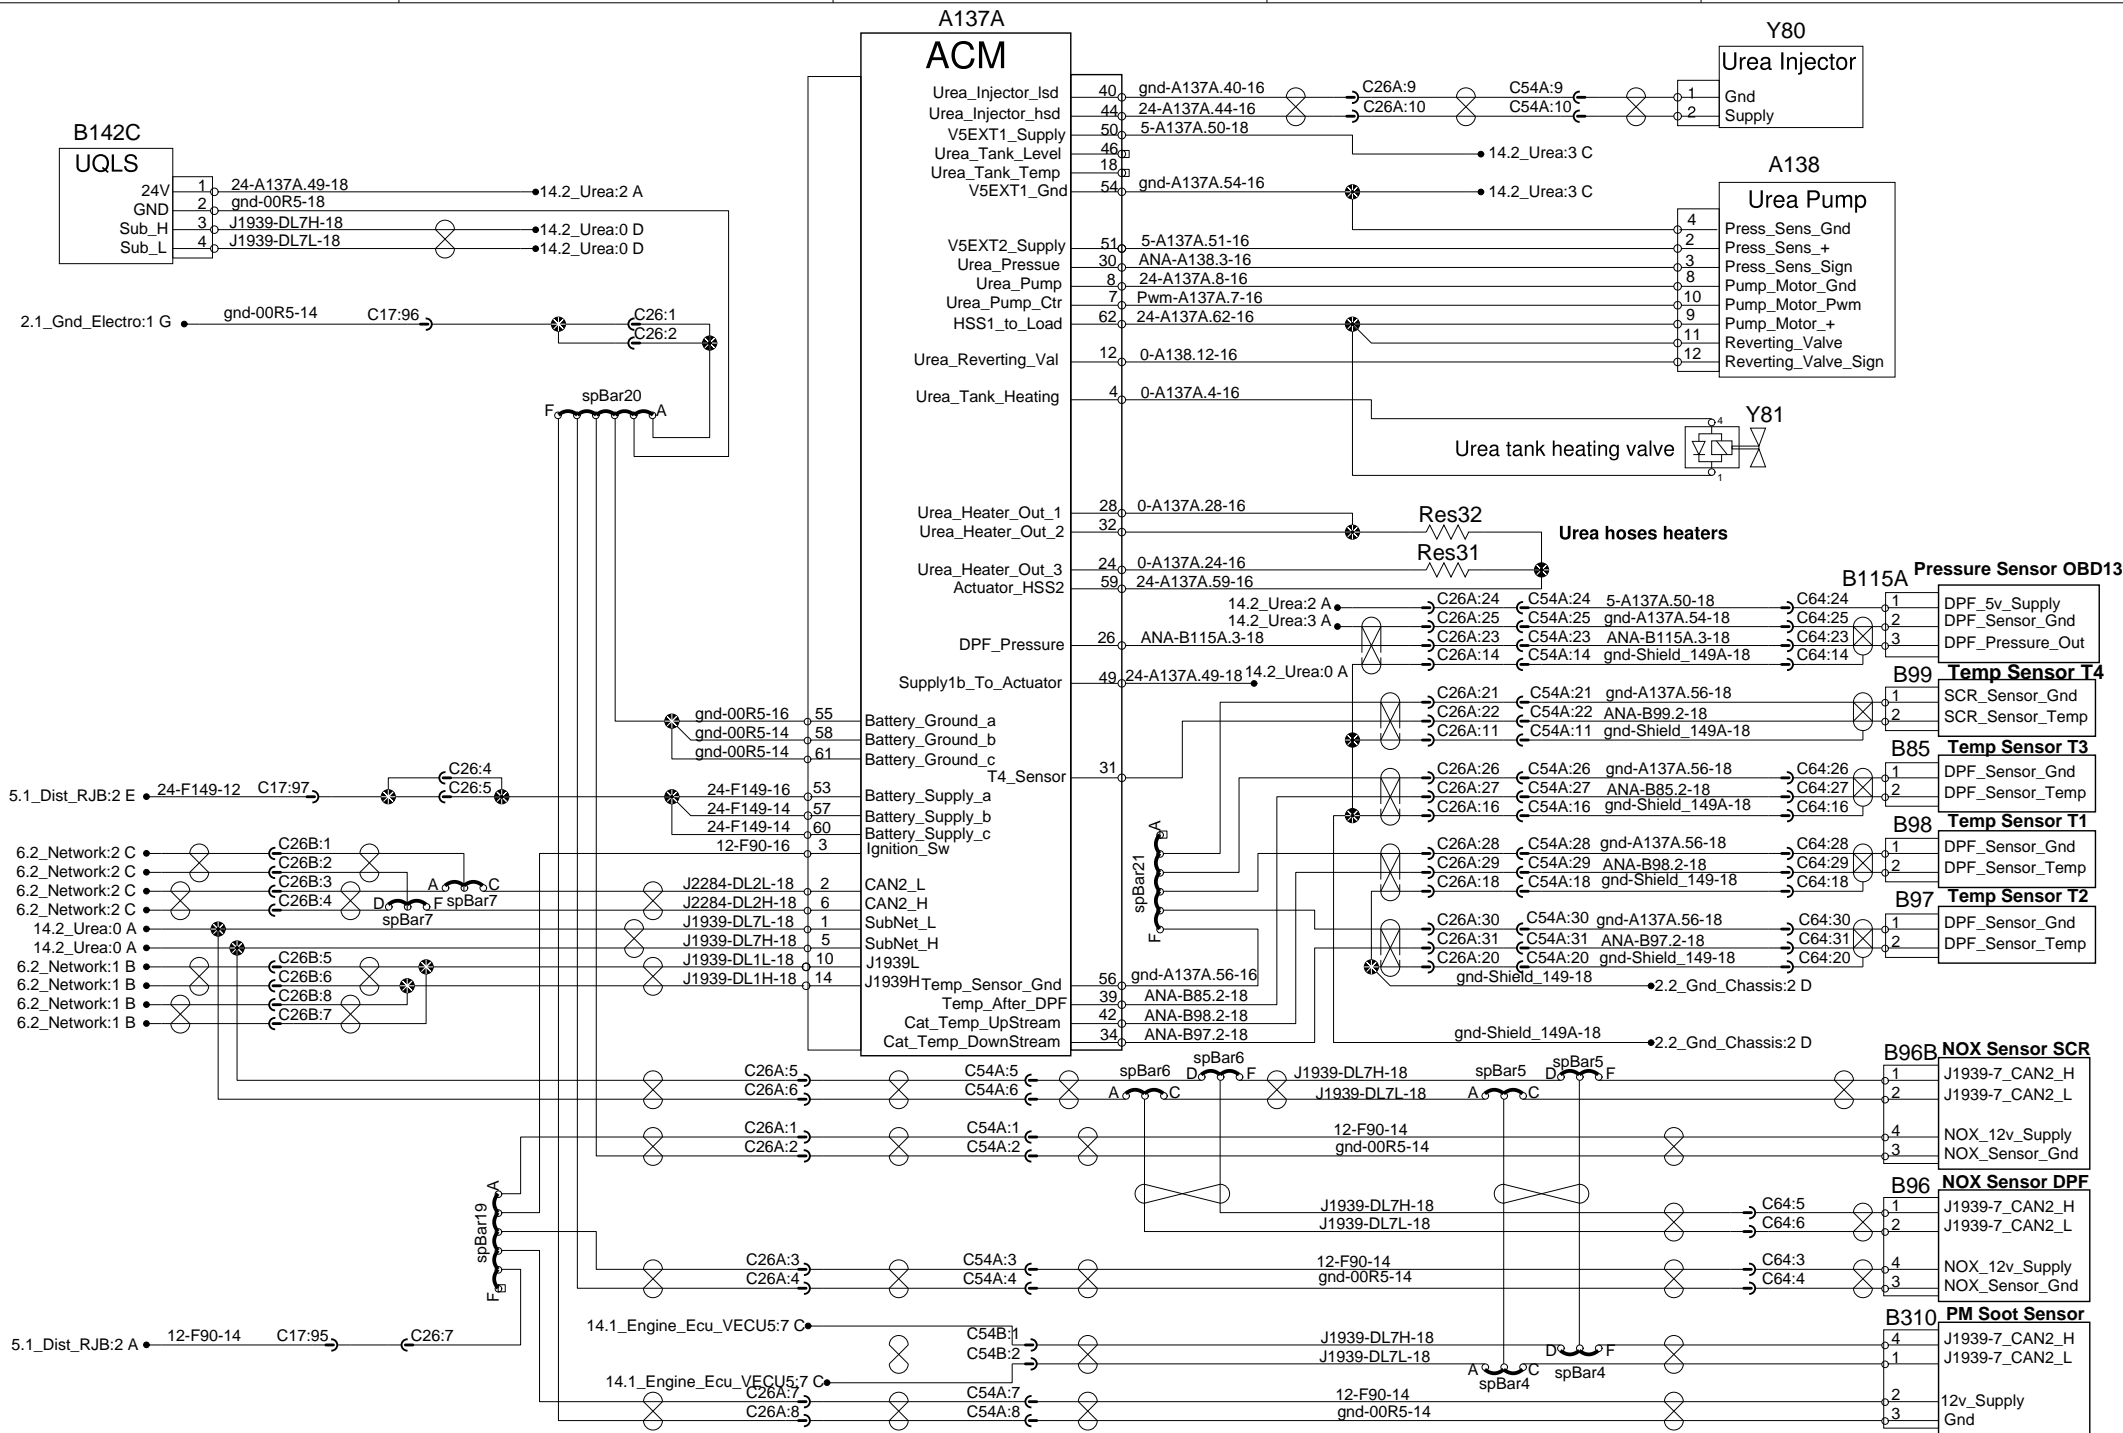 A137A
ACM
Urea_Injector_lsd 40 gnd-A137A.40-16 C26A:9 C54A:9
Urea_Injector_hsd 44 24-A137A.44-16 C26A:10 C54A:10
V5EXT1_Supply 50 5-A137A.50-18
14.2_Urea:3 C
Urea_Tank_Level 46
Urea_Tank_Temp 18
V5EXT1_Gnd 54 gnd-A137A.54-16 14.2_Urea:3 C
V5EXT2_Supply 51 5-A137A.51-16
Urea_Pressue 30 ANA-A138.3-16
Urea_Pump 8 24-A137A.8-16
Urea_Pump_Ctr 7 Pwm-A137A.7-16
HSS1_to_Load 62 24-A137A.62-16
Urea_Reverting_Val 12 0-A138.12-16
Urea_Tank_Heating 4 0-A137A.4-16
Urea_Heater_Out_1 28 0-A137A.28-16
Urea_Heater_Out_2 32
Urea_Heater_Out_3 24 0-A137A.24-16
Actuator_HSS2 59 24-A137A.59-16
DPF_Pressure 26 ANA-B115A.3-18
Supply1b_To_Actuator 49 24-A137A.49-18 14.2_Urea:0 A
T4_Sensor 31
Temp_Sensor_Gnd 56 gnd-A137A.56-16
Temp_After_DPF 39 ANA-B85.2-18
Cat_Temp_UpStream 42 ANA-B98.2-18
Cat_Temp_DownStream 34 ANA-B97.2-18
Y80
Urea Injector
1 Gnd
2 Supply
A138
Urea Pump
4 Press_Sens_Gnd
2 Press_Sens_+
3 Press_Sens_Sign
8 Pump_Motor_Gnd
10 Pump_Motor_Pwm
9 Pump_Motor_+
11 Reverting_Valve
12 Reverting_Valve_Sign
Y81
Urea tank heating valve
4
1
Res32
Res31
Urea hoses heaters
B142C
UQLS
24V 1 24-A137A.49-18 14.2_Urea:2 A
GND 2 gnd-00R5-18
Sub_H 3 J1939-DL7H-18 14.2_Urea:0 D
Sub_L 4 J1939-DL7L-18 14.2_Urea:0 D
2.1_Gnd_Electro:1 G gnd-00R5-14 C17:96 C26:1
C26:2
spBar20
F A
gnd-00R5-16 55 Battery_Ground_a
gnd-00R5-14 58 Battery_Ground_b
gnd-00R5-14 61 Battery_Ground_c
C26:4
5.1_Dist_RJB:2 E 24-F149-12 C17:97 C26:5
24-F149-16 53 Battery_Supply_a
24-F149-14 57 Battery_Supply_b
24-F149-14 60 Battery_Supply_c
12-F90-16 3 Ignition_Sw
6.2_Network:2 C C26B:1
6.2_Network:2 C C26B:2
6.2_Network:2 C C26B:3 A C spBar7 J2284-DL2L-18 2 CAN2_L
6.2_Network:2 C C26B:4 D F spBar7 J2284-DL2H-18 6 CAN2_H
14.2_Urea:0 A J1939-DL7L-18 1 SubNet_L
14.2_Urea:0 A J1939-DL7H-18 5 SubNet_H
6.2_Network:1 B C26B:5 J1939-DL1L-18 10 J1939L
6.2_Network:1 B C26B:6 J1939-DL1H-18 14 J1939H
6.2_Network:1 B C26B:8
6.2_Network:1 B C26B:7
B115A Pressure Sensor OBD13
14.2_Urea:2 A C26A:24 C54A:24 5-A137A.50-18 C64:24 1 DPF_5v_Supply
14.2_Urea:3 A C26A:25 C54A:25 gnd-A137A.54-18 C64:25 2 DPF_Sensor_Gnd
C26A:23 C54A:23 ANA-B115A.3-18 C64:23 3 DPF_Pressure_Out
C26A:14 C54A:14 gnd-Shield_149A-18 C64:14
B99 Temp Sensor T4
C26A:21 C54A:21 gnd-A137A.56-18 1 SCR_Sensor_Gnd
C26A:22 C54A:22 ANA-B99.2-18 2 SCR_Sensor_Temp
C26A:11 C54A:11 gnd-Shield_149A-18
B85 Temp Sensor T3
C26A:26 C54A:26 gnd-A137A.56-18 C64:26 1 DPF_Sensor_Gnd
C26A:27 C54A:27 ANA-B85.2-18 C64:27 2 DPF_Sensor_Temp
C26A:16 C54A:16 gnd-Shield_149A-18 C64:16
B98 Temp Sensor T1
C26A:28 C54A:28 gnd-A137A.56-18 C64:28 1 DPF_Sensor_Gnd
C26A:29 C54A:29 ANA-B98.2-18 C64:29 2 DPF_Sensor_Temp
C26A:18 C54A:18 gnd-Shield_149-18 C64:18
B97 Temp Sensor T2
C26A:30 C54A:30 gnd-A137A.56-18 C64:30 1 DPF_Sensor_Gnd
C26A:31 C54A:31 ANA-B97.2-18 C64:31 2 DPF_Sensor_Temp
C26A:20 C54A:20 gnd-Shield_149-18 C64:20
gnd-Shield_149-18 2.2_Gnd_Chassis:2 D
gnd-Shield_149A-18 2.2_Gnd_Chassis:2 D
A spBar21 F
B96B NOX Sensor SCR
C26A:5 C54A:5 spBar6 D spBar6 F J1939-DL7H-18 spBar5 D spBar5 F 1 J1939-7_CAN2_H
C26A:6 C54A:6 A C J1939-DL7L-18 A C 2 J1939-7_CAN2_L
C26A:1 C54A:1 12-F90-14 4 NOX_12v_Supply
C26A:2 C54A:2 gnd-00R5-14 3 NOX_Sensor_Gnd
B96 NOX Sensor DPF
J1939-DL7H-18 C64:5 1 J1939-7_CAN2_H
J1939-DL7L-18 C64:6 2 J1939-7_CAN2_L
A spBar19 F
C26A:3 C54A:3 12-F90-14 C64:3 4 NOX_12v_Supply
C26A:4 C54A:4 gnd-00R5-14 C64:4 3 NOX_Sensor_Gnd
B310 PM Soot Sensor
14.1_Engine_Ecu_VECU5:7 C C54B:1 J1939-DL7H-18 D F spBar4 4 J1939-7_CAN2_H
C54B:2 J1939-DL7L-18 A C spBar4 1 J1939-7_CAN2_L
5.1_Dist_RJB:2 A 12-F90-14 C17:95 C26:7
14.1_Engine_Ecu_VECU5:7 C
C26A:7 C54A:7 12-F90-14 2 12v_Supply
C26A:8 C54A:8 gnd-00R5-14 3 Gnd